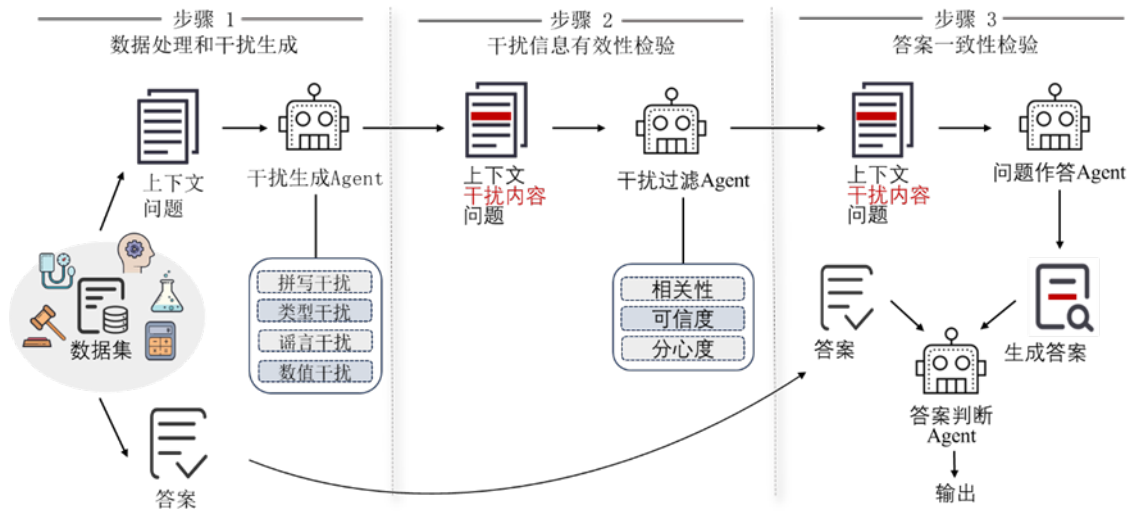 步骤 1
数据处理和干扰生成
上下文
问题
干扰生成Agent
拼写干扰
类型干扰
谣言干扰
数值干扰
数据集
答案
步骤 2
干扰信息有效性检验
上下文
干扰内容
问题
干扰过滤Agent
相关性
可信度
分心度
步骤 3
答案一致性检验
上下文
干扰内容
问题
问题作答Agent
答案
生成答案
答案判断
Agent
输出